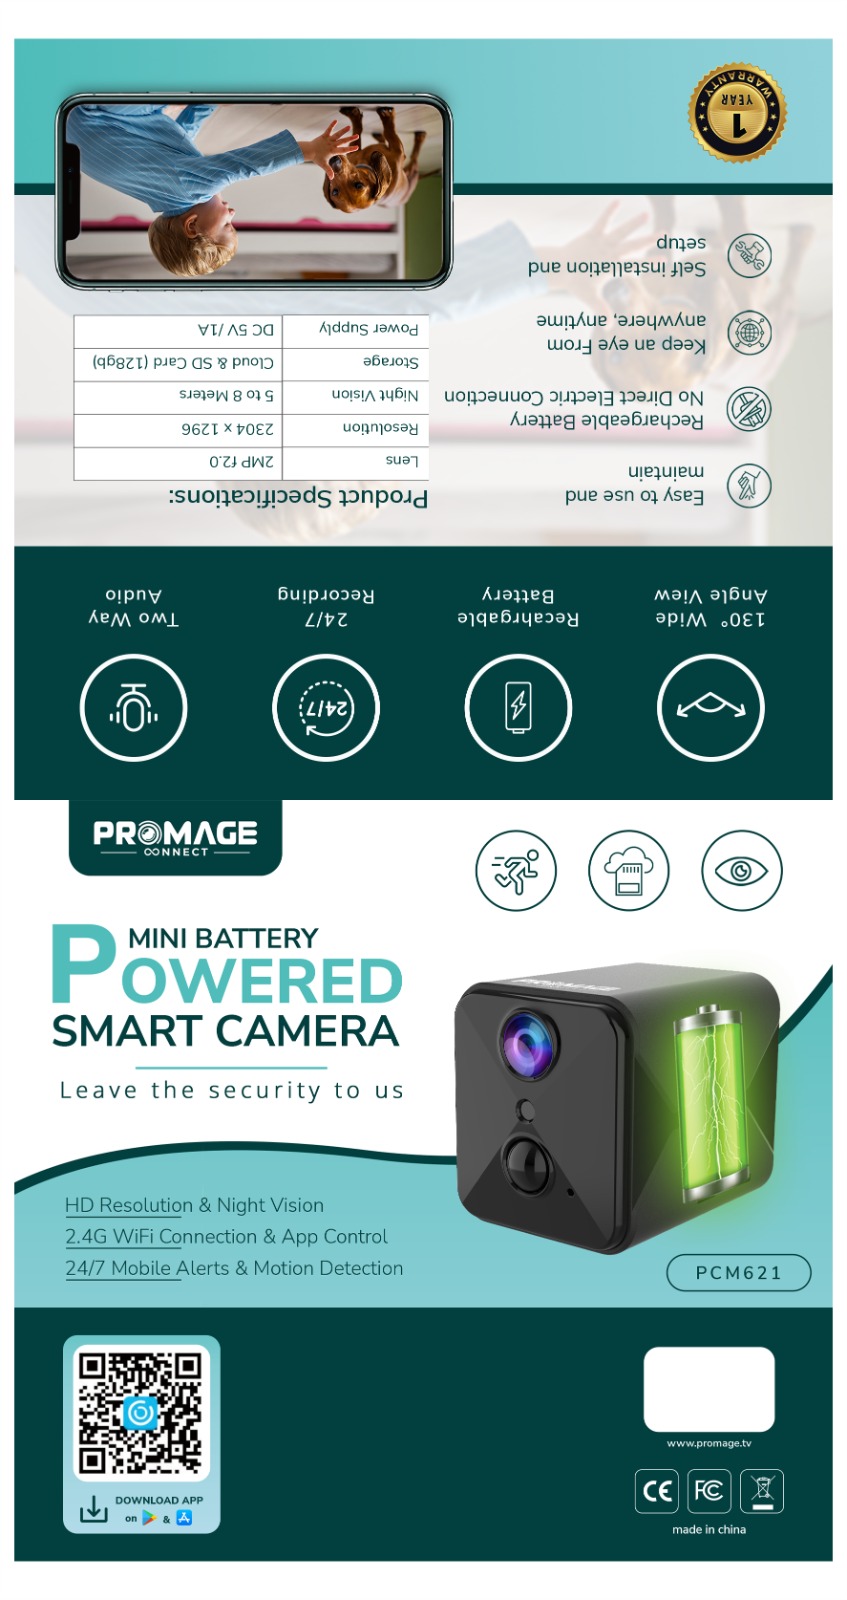 1
YEAR
WARRANTY
Self installation and
setup
Keep an eye From
anywhere, anytime
Rechargeable Battery
No Direct Electric Connection
Easy to use and
maintain
Product Specifications:
Lens 2MP f2.0
Resolution 2304 x 1296
Night Vision 5 to 8 Meters
Storage Cloud & SD Card (128gb)
Power Supply DC 5V/1A
130° Wide
Angle View
Recahrgable
Battery
24/7
24/7
Recording
Two Way
Audio
PROMAGE
CONNECT
MINI BATTERY
POWERED
SMART CAMERA
Leave the security to us
PROMAGE
HD Resolution & Night Vision
2.4G WiFi Connection & App Control
24/7 Mobile Alerts & Motion Detection
PCM621
DOWNLOAD APP
on & 
www.promage.tv
CE FC
made in china